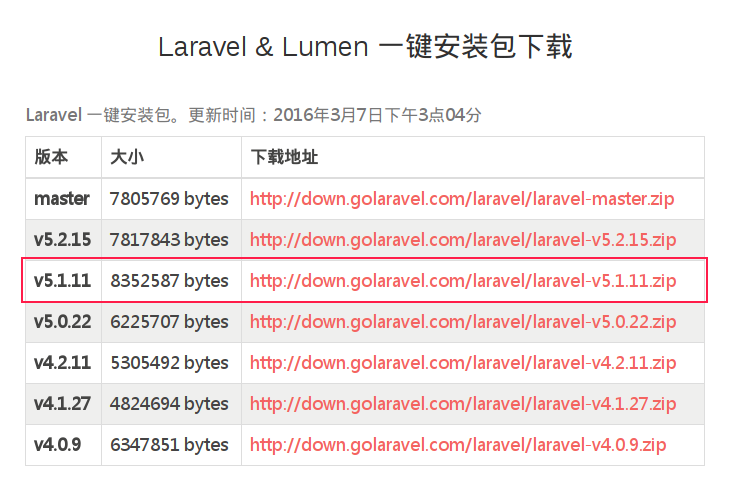 Laravel & Lumen 一键安装包下载
Laravel 一键安装包。更新时间：2016年3月7日下午3点04分
版本 大小 下载地址
master 7805769 bytes http://down.golaravel.com/laravel/laravel-master.zip
v5.2.15 7817843 bytes http://down.golaravel.com/laravel/laravel-v5.2.15.zip
v5.1.11 8352587 bytes http://down.golaravel.com/laravel/laravel-v5.1.11.zip
v5.0.22 6225707 bytes http://down.golaravel.com/laravel/laravel-v5.0.22.zip
v4.2.11 5305492 bytes http://down.golaravel.com/laravel/laravel-v4.2.11.zip
v4.1.27 4824694 bytes http://down.golaravel.com/laravel/laravel-v4.1.27.zip
v4.0.9 6347851 bytes http://down.golaravel.com/laravel/laravel-v4.0.9.zip